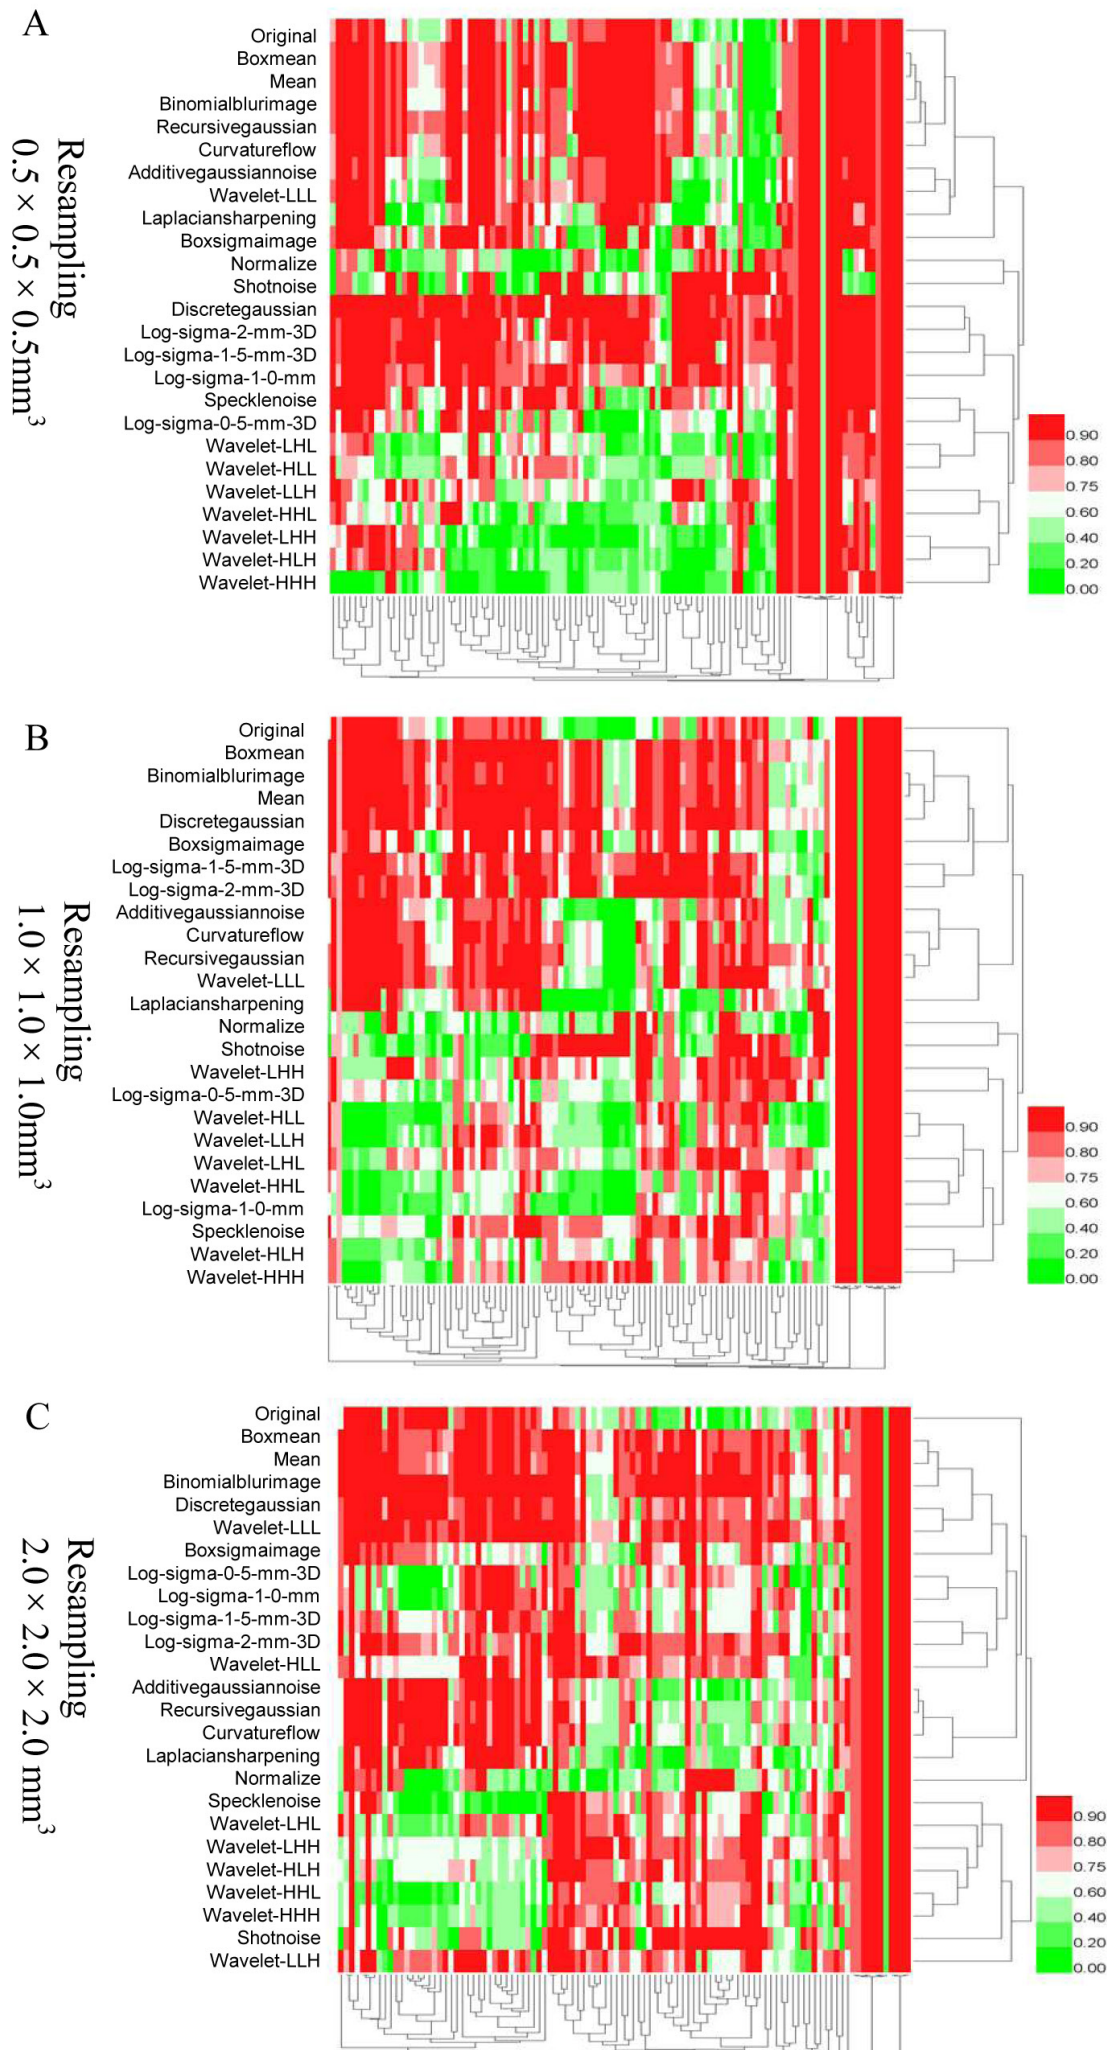 A
Resampling
0.5 × 0.5 × 0.5mm³
Original
Boxmean
Mean
Binomialblurimage
Recursivegaussian
Curvatureflow
Additivegaussiannoise
Wavelet-LLL
Laplaciansharpening
Boxsigmaimage
Normalize
Shotnoise
Discretegaussian
Log-sigma-2-mm-3D
Log-sigma-1-5-mm-3D
Log-sigma-1-0-mm
Specklenoise
Log-sigma-0-5-mm-3D
Wavelet-LHL
Wavelet-HLL
Wavelet-LLH
Wavelet-HHL
Wavelet-LHH
Wavelet-HLH
Wavelet-HHH
0.90
0.80
0.75
0.60
0.40
0.20
0.00
B
Resampling
1.0 × 1.0 × 1.0mm³
Original
Boxmean
Binomialblurimage
Mean
Discretegaussian
Boxsigmaimage
Log-sigma-1-5-mm-3D
Log-sigma-2-mm-3D
Additivegaussiannoise
Curvatureflow
Recursivegaussian
Wavelet-LLL
Laplaciansharpening
Normalize
Shotnoise
Wavelet-LHH
Log-sigma-0-5-mm-3D
Wavelet-HLL
Wavelet-LLH
Wavelet-LHL
Wavelet-HHL
Log-sigma-1-0-mm
Specklenoise
Wavelet-HLH
Wavelet-HHH
0.90
0.80
0.75
0.60
0.40
0.20
0.00
C
Resampling
2.0 × 2.0 × 2.0 mm³
Original
Boxmean
Mean
Binomialblurimage
Discretegaussian
Wavelet-LLL
Boxsigmaimage
Log-sigma-0-5-mm-3D
Log-sigma-1-0-mm
Log-sigma-1-5-mm-3D
Log-sigma-2-mm-3D
Wavelet-HLL
Additivegaussiannoise
Recursivegaussian
Curvatureflow
Laplaciansharpening
Normalize
Specklenoise
Wavelet-LHL
Wavelet-LHH
Wavelet-HLH
Wavelet-HHL
Wavelet-HHH
Shotnoise
Wavelet-LLH
0.90
0.80
0.75
0.60
0.40
0.20
0.00